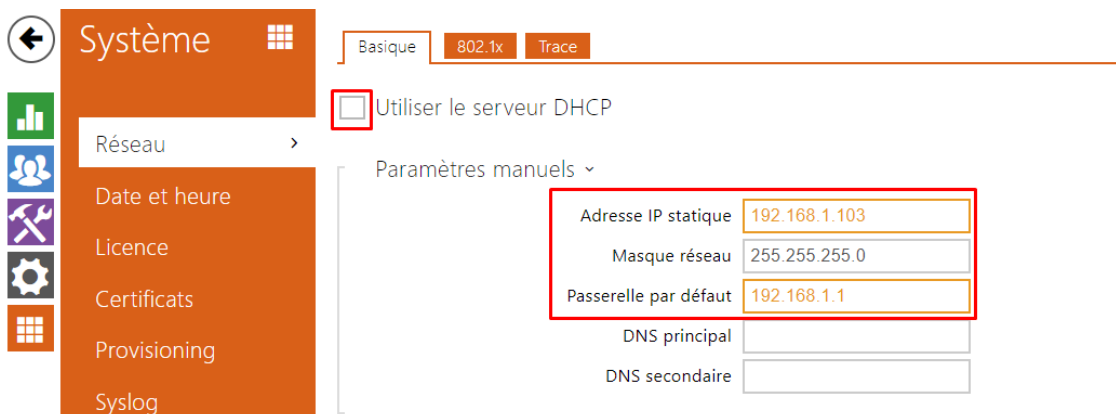 Système
Réseau
Date et heure
Licence
Certificats
Provisioning
Syslog
Basique 802.1x Trace
Utiliser le serveur DHCP
Paramètres manuels
Adresse IP statique 192.168.1.103
Masque réseau 255.255.255.0
Passerelle par défaut 192.168.1.1
DNS principal
DNS secondaire